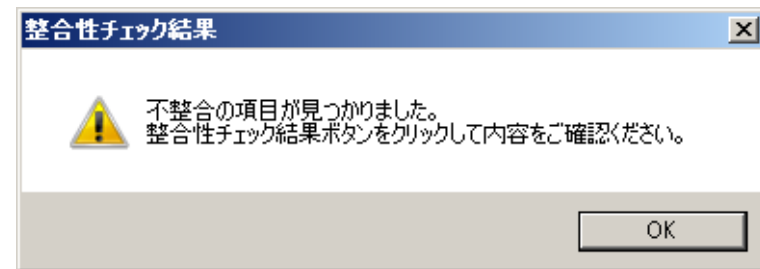 整合性チェック結果
不整合の項目が見つかりました。
整合性チェック結果ボタンをクリックして内容をご確認ください。
OK